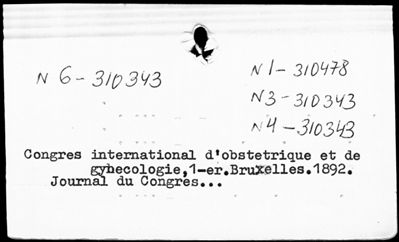 N 6-310343
N1-310478
N3-310343
N4-310343
Congres international d'obstetrique et de
gynecologie,1-er.Bruxelles.1892.
Journal du Congres...